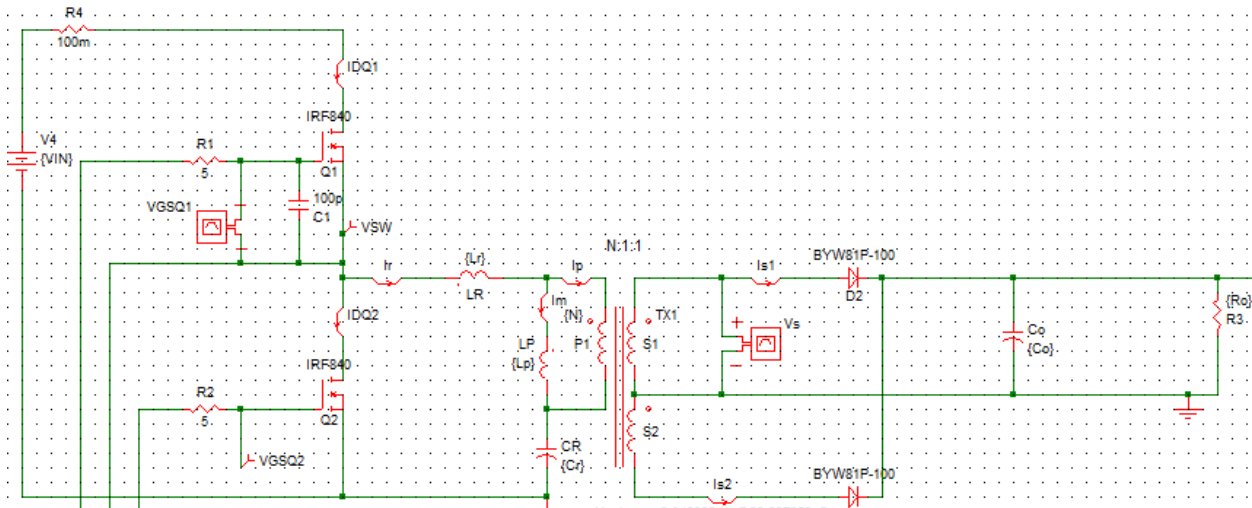 R4
100m
IDQ1
IRF840
V4
{VIN}
R1
5
Q1
100p
C1
VGSQ1
VSW
N:1:1
BYW81P-100
Ir
{Lr}
LR
Ip
Is1
D2
Im
{N}
TX1
Vs
{Ro}
R3
IDQ2
LP
{Lp}
P1
S1
Co
{Co}
IRF840
R2
5
Q2
S2
VGSQ2
CR
{Cr}
BYW81P-100
Is2